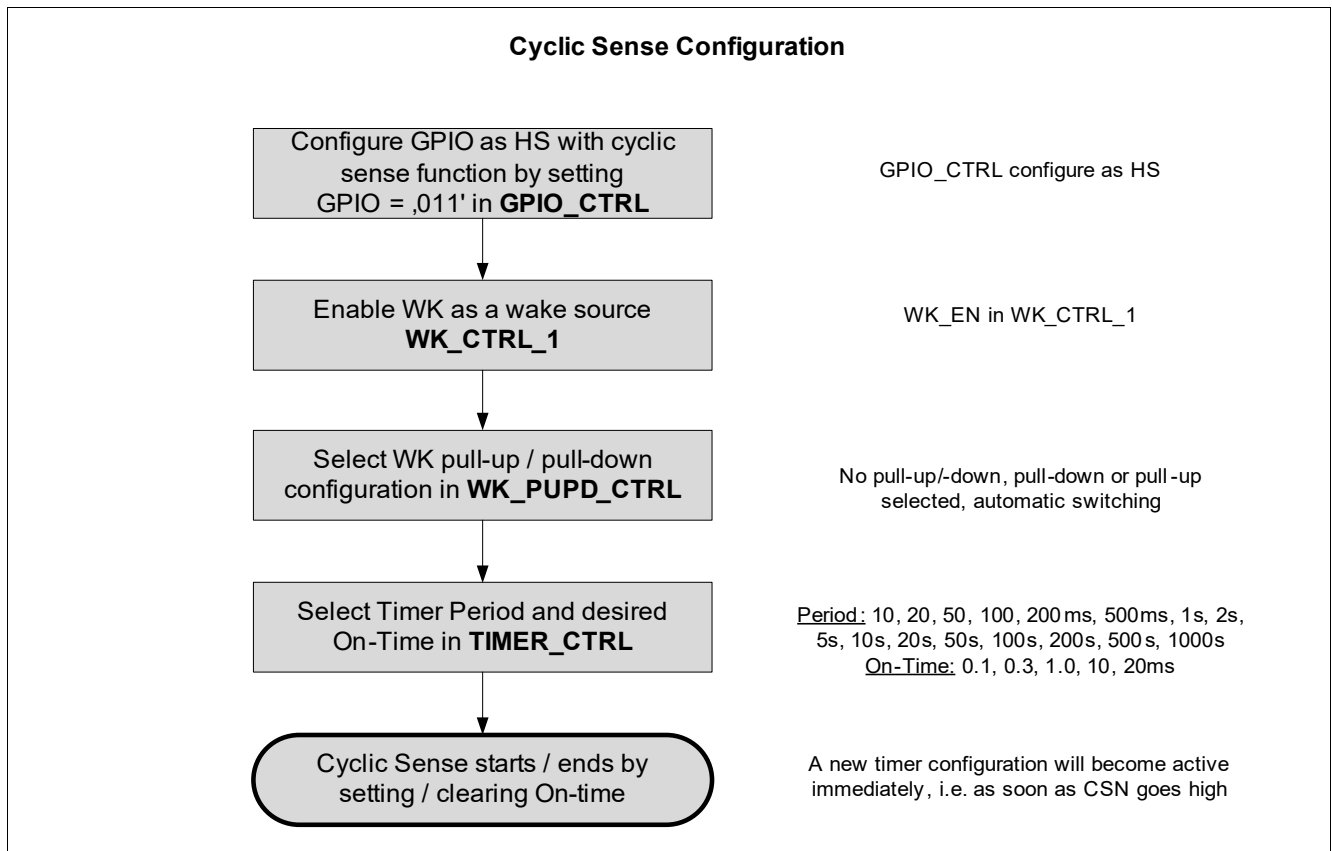 Cyclic Sense Configuration
Configure GPIO as HS with cyclic
sense function by setting
GPIO = ‚011' in GPIO_CTRL
GPIO_CTRL configure as HS
Enable WK as a wake source
WK_CTRL_1
WK_EN in WK_CTRL_1
Select WK pull-up / pull-down
configuration in WK_PUPD_CTRL
No pull-up/-down, pull-down or pull-up
selected, automatic switching
Select Timer Period and desired
On-Time in TIMER_CTRL
Period: 10, 20, 50, 100, 200ms, 500ms, 1s, 2s,
5s, 10s, 20s, 50s, 100s, 200s, 500s, 1000s
On-Time: 0.1, 0.3, 1.0, 10, 20ms
Cyclic Sense starts / ends by
setting / clearing On-time
A new timer configuration will become active
immediately, i.e. as soon as CSN goes high